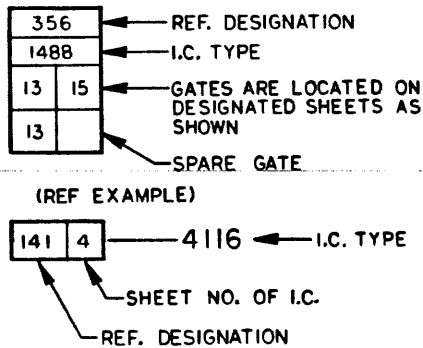 356 REF. DESIGNATION
1488 I.C. TYPE
13 15 GATES ARE LOCATED ON
DESIGNATED SHEETS AS
SHOWN
13
SPARE GATE
(REF EXAMPLE)
141 4 4116 I.C. TYPE
SHEET NO. OF I.C.
REF. DESIGNATION